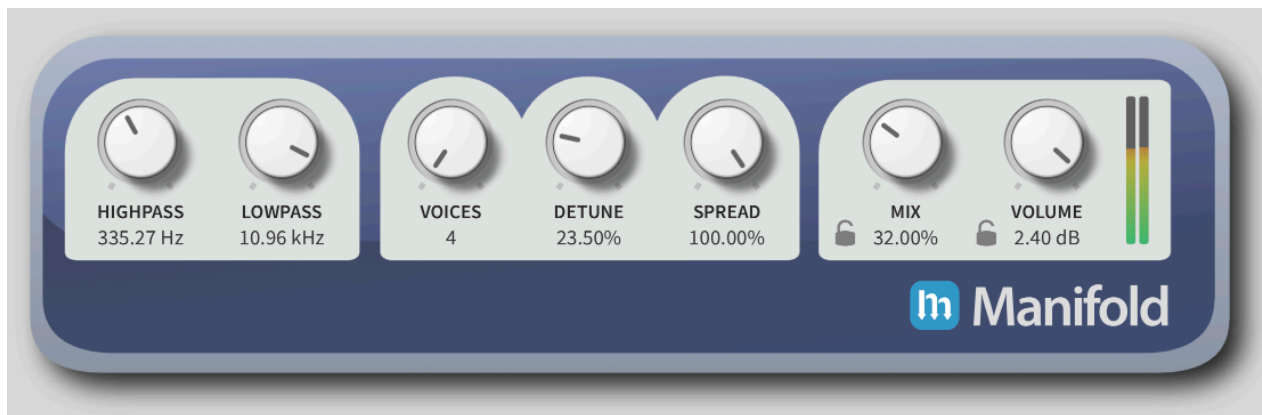 HIGHPASS LOWPASS VOICES DETUNE SPREAD MIX VOLUME
335.27 Hz 10.96 kHz 4 23.50% 100.00% 32.00% 2.40 dB
m Manifold